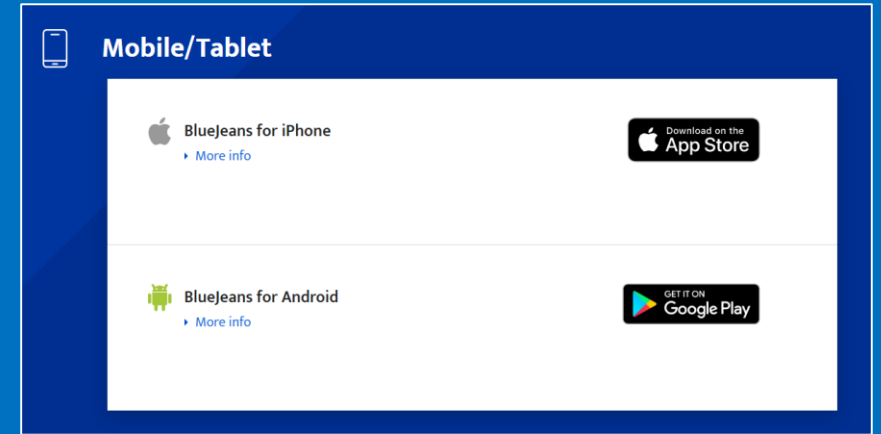 Mobile/Tablet
BlueJeans for iPhone
More info
Download on the
App Store
BlueJeans for Android
More info
GET IT ON
Google Play